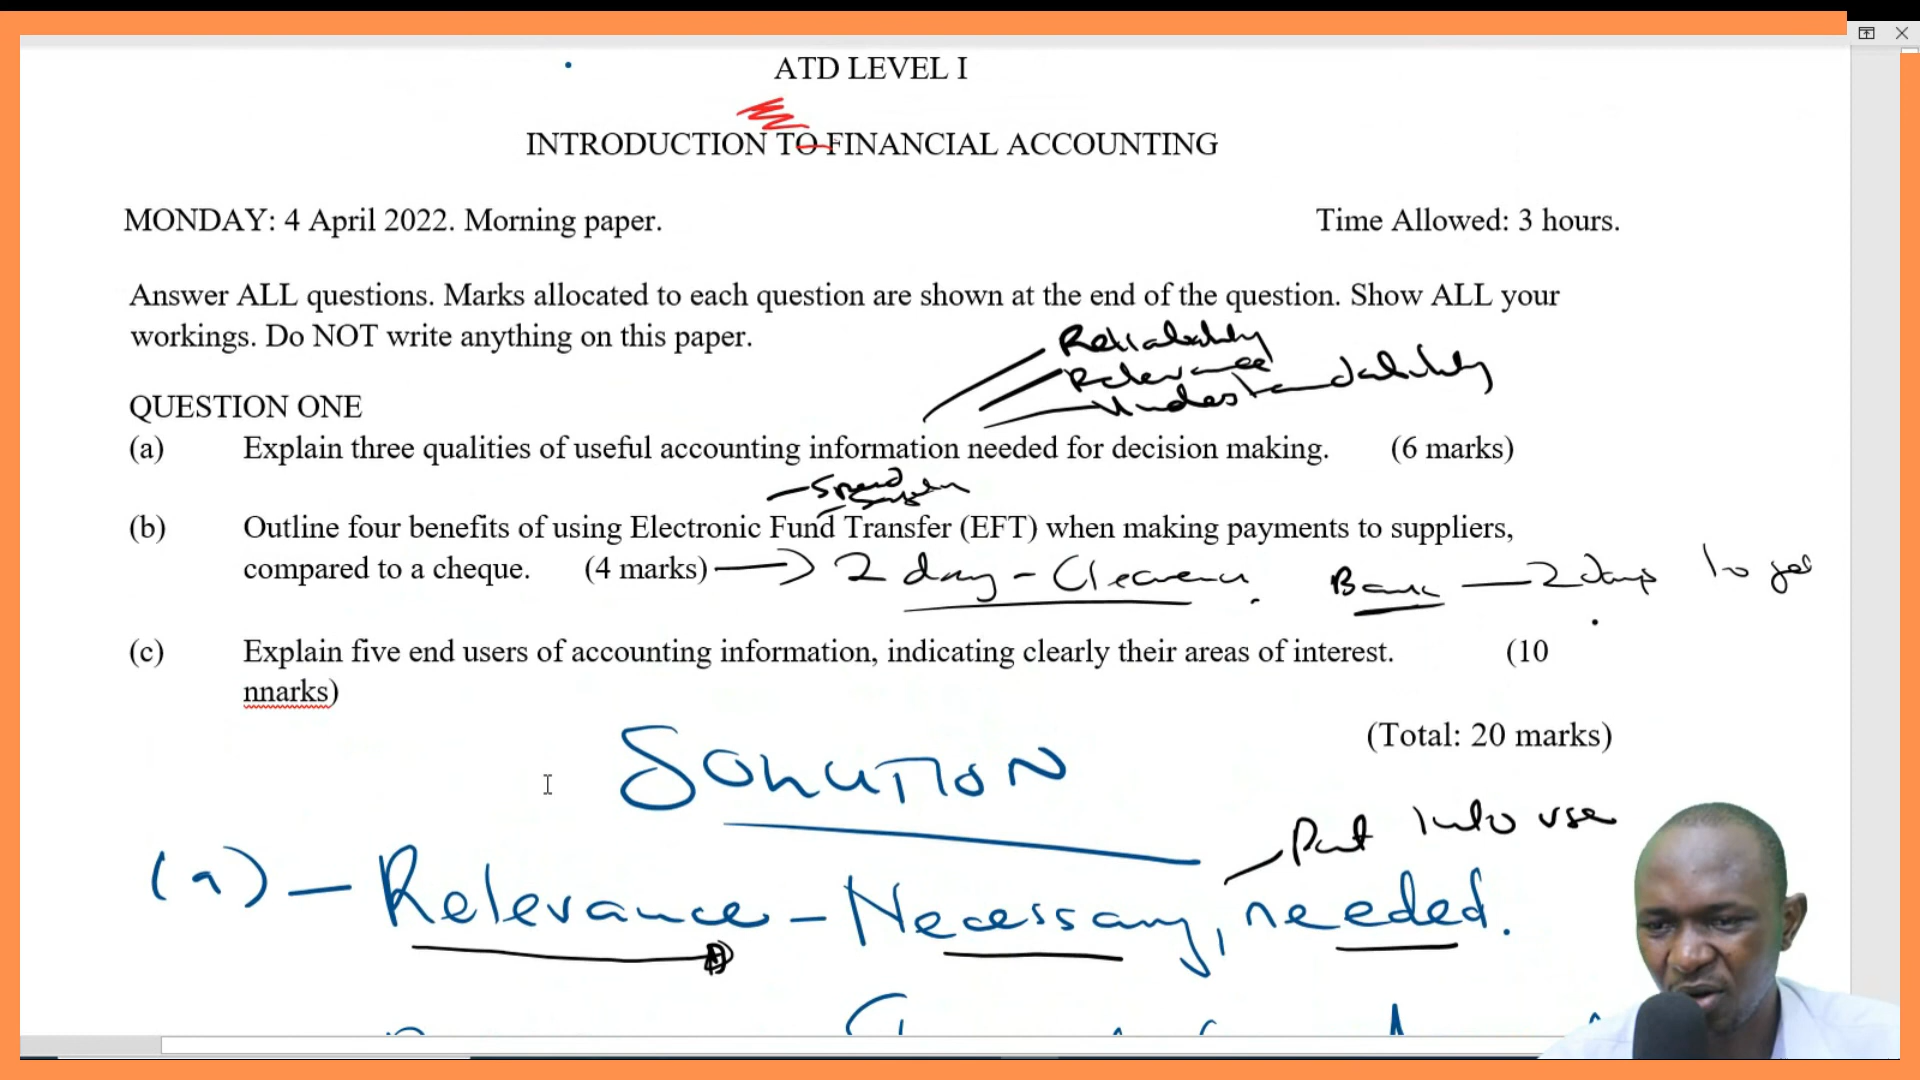 ATD LEVEL I
INTRODUCTION TO FINANCIAL ACCOUNTING
MONDAY: 4 April 2022. Morning paper. Time Allowed: 3 hours.
Answer ALL questions. Marks allocated to each question are shown at the end of the question. Show ALL your
workings. Do NOT write anything on this paper.
Reliability
Relevance
Understandability
QUESTION ONE
(a) Explain three qualities of useful accounting information needed for decision making. (6 marks)
Speed
(b) Outline four benefits of using Electronic Fund Transfer (EFT) when making payments to suppliers,
compared to a cheque. (4 marks) 2 day - Clearance. Bank - 2 days to get
(c) Explain five end users of accounting information, indicating clearly their areas of interest. (10
nnarks)
(Total: 20 marks)
SOLUTION
Put into use
(a) - Relevance - Necessary, needed.